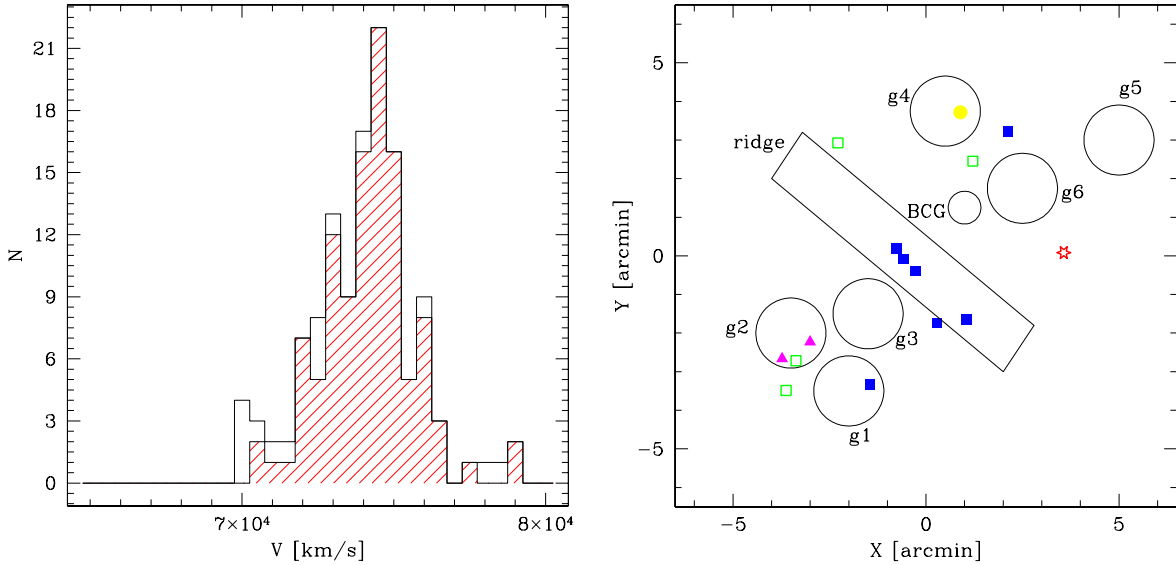 21
18
15
12
9
6
3
0
N
7×10⁴
8×10⁴
V [km/s]
5
0
-5
Y [arcmin]
g4
g5
ridge
g6
BCG
g2
g3
g1
-5
0
5
X [arcmin]